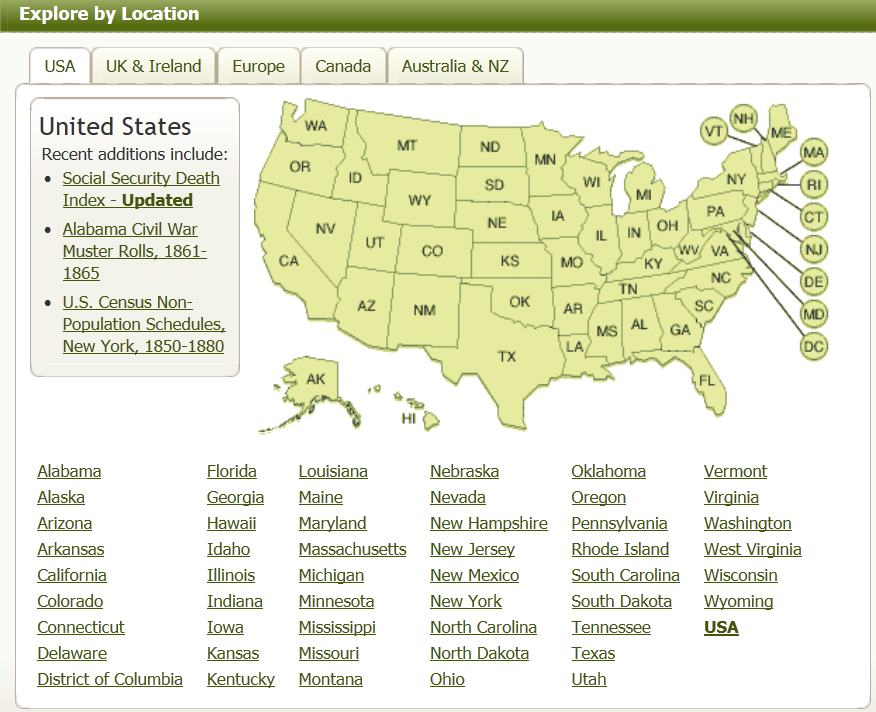 Explore by Location
USA
UK & Ireland
Europe
Canada
Australia & NZ
United States
Recent additions include:
• Social Security Death
Index - Updated
• Alabama Civil War
Muster Rolls, 1861-
1865
• U.S. Census Non-
Population Schedules,
New York, 1850-1880
WA
OR
CA
ID
NV
MT
WY
UT
AZ
CO
NM
ND
SD
NE
KS
OK
TX
MN
IA
MO
AR
LA
WI
IL
MS
MI
IN
KY
TN
AL
OH
WV
GA
FL
SC
NC
VA
PA
NY
VT
NH
ME
MA
RI
CT
NJ
DE
MD
DC
AK
HI
Alabama
Alaska
Arizona
Arkansas
California
Colorado
Connecticut
Delaware
District of Columbia
Florida
Georgia
Hawaii
Idaho
Illinois
Indiana
Iowa
Kansas
Kentucky
Louisiana
Maine
Maryland
Massachusetts
Michigan
Minnesota
Mississippi
Missouri
Montana
Nebraska
Nevada
New Hampshire
New Jersey
New Mexico
New York
North Carolina
North Dakota
Ohio
Oklahoma
Oregon
Pennsylvania
Rhode Island
South Carolina
South Dakota
Tennessee
Texas
Utah
Vermont
Virginia
Washington
West Virginia
Wisconsin
Wyoming
USA